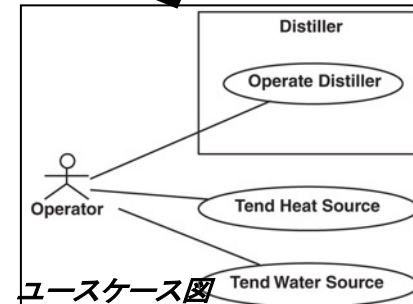 Distiller
Operate Distiller
Operator
Tend Heat Source
ユースケース図
Tend Water Source